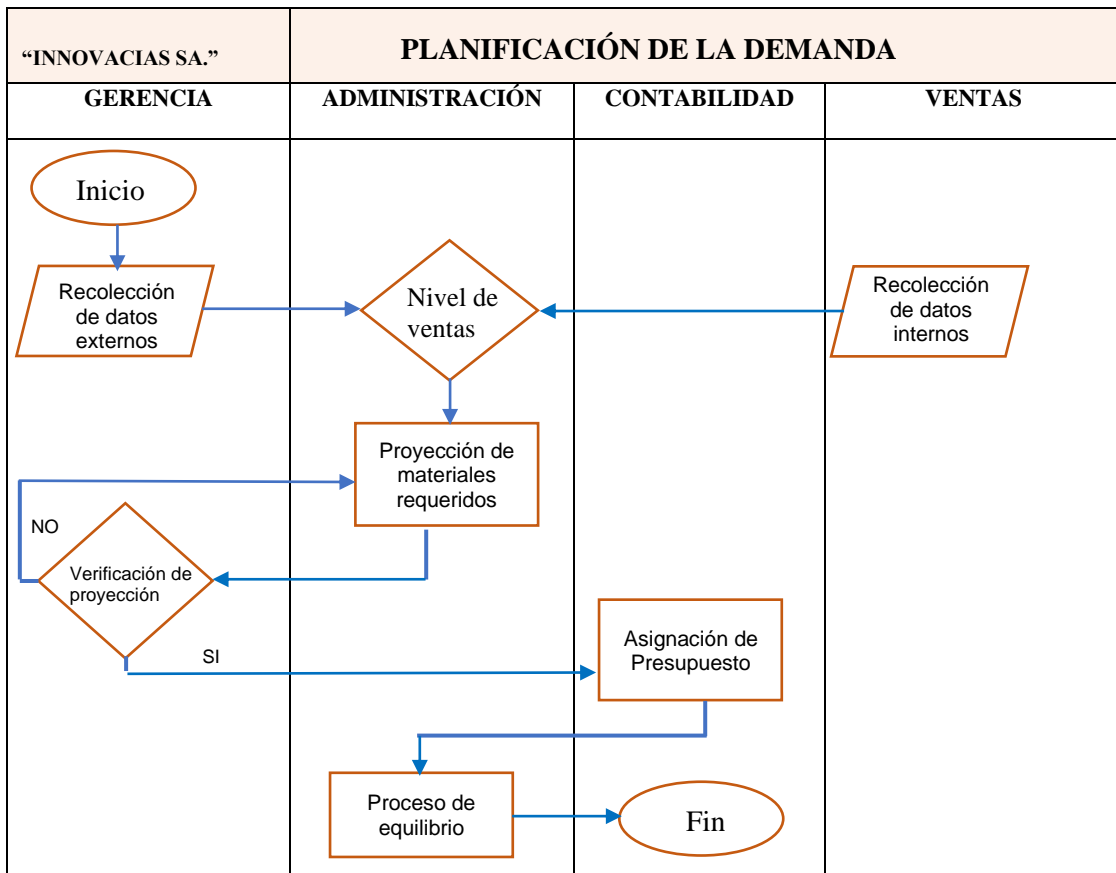 “INNOVACIAS SA.”
PLANIFICACIÓN DE LA DEMANDA
GERENCIA
ADMINISTRACIÓN
CONTABILIDAD
VENTAS
Inicio
Recolección
de datos
externos
Nivel de
ventas
Recolección
de datos
internos
Proyección de
materiales
requeridos
NO
Verificación de
proyección
SI
Asignación de
Presupuesto
Proceso de
equilibrio
Fin